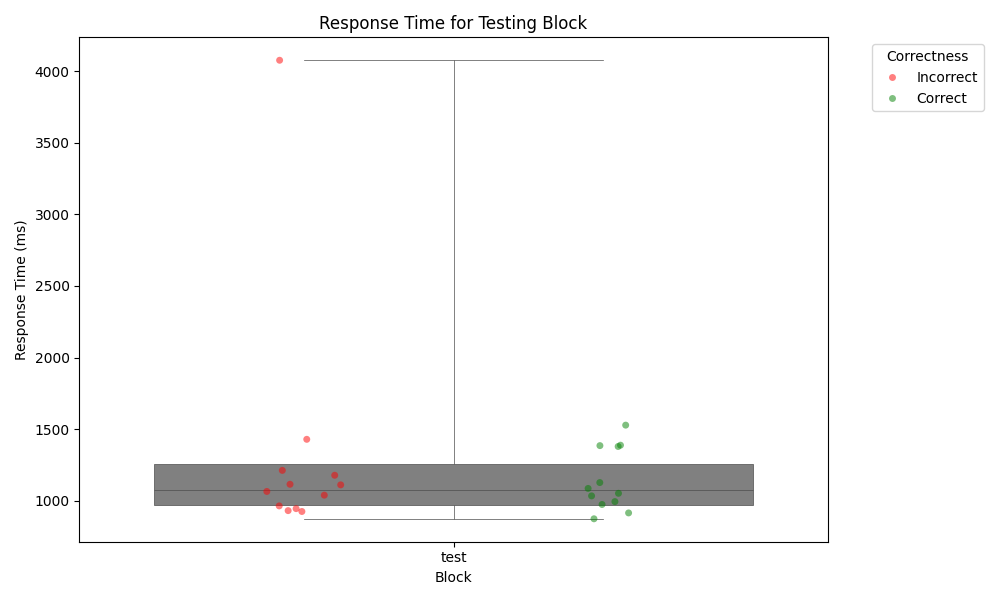 Response Time for Testing Block
Correctness
Incorrect
Correct
4000
3500
3000
2500
2000
1500
1000
Response Time (ms)
test
Block